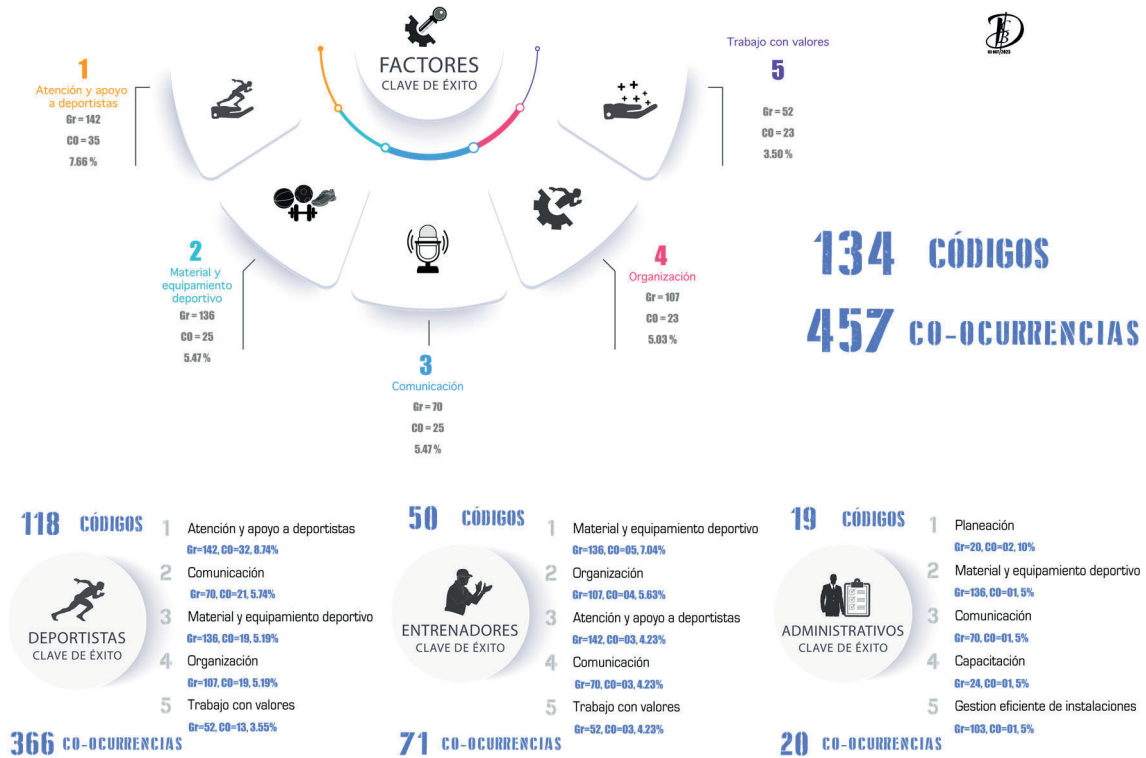 FACTORES
CLAVE DE ÉXITO
1
Atención y apoyo
a deportistas
Gr = 142
CO = 35
7.66 %
2
Material y
equipamiento
deportivo
Gr = 136
CO = 25
5.47 %
3
Comunicación
Gr = 70
CO = 25
5.47 %
4
Organización
Gr = 107
CO = 23
5.03 %
Trabajo con valores
5
Gr = 52
CO = 23
3.50 %
134 CÓDIGOS
457 CO-OCURRENCIAS
118 CÓDIGOS
DEPORTISTAS
CLAVE DE ÉXITO
366 CO-OCURRENCIAS
1 Atención y apoyo a deportistas
Gr=142, CO=32, 8.74%
2 Comunicación
Gr=70, CO=21, 5.74%
3 Material y equipamiento deportivo
Gr=136, CO=19, 5.19%
4 Organización
Gr=107, CO=19, 5.19%
5 Trabajo con valores
Gr=52, CO=13, 3.55%
50 CÓDIGOS
ENTRENADORES
CLAVE DE ÉXITO
71 CO-OCURRENCIAS
1 Material y equipamiento deportivo
Gr=136, CO=05, 7.04%
2 Organización
Gr=107, CO=04, 5.63%
3 Atención y apoyo a deportistas
Gr=142, CO=03, 4.23%
4 Comunicación
Gr=70, CO=03, 4.23%
5 Trabajo con valores
Gr=52, CO=03, 4.23%
19 CÓDIGOS
ADMINISTRATIVOS
CLAVE DE ÉXITO
20 CO-OCURRENCIAS
1 Planeación
Gr=20, CO=02, 10%
2 Material y equipamiento deportivo
Gr=136, CO=01, 5%
3 Comunicación
Gr=70, CO=01, 5%
4 Capacitación
Gr=24, CO=01, 5%
5 Gestion eficiente de instalaciones
Gr=103, CO=01, 5%